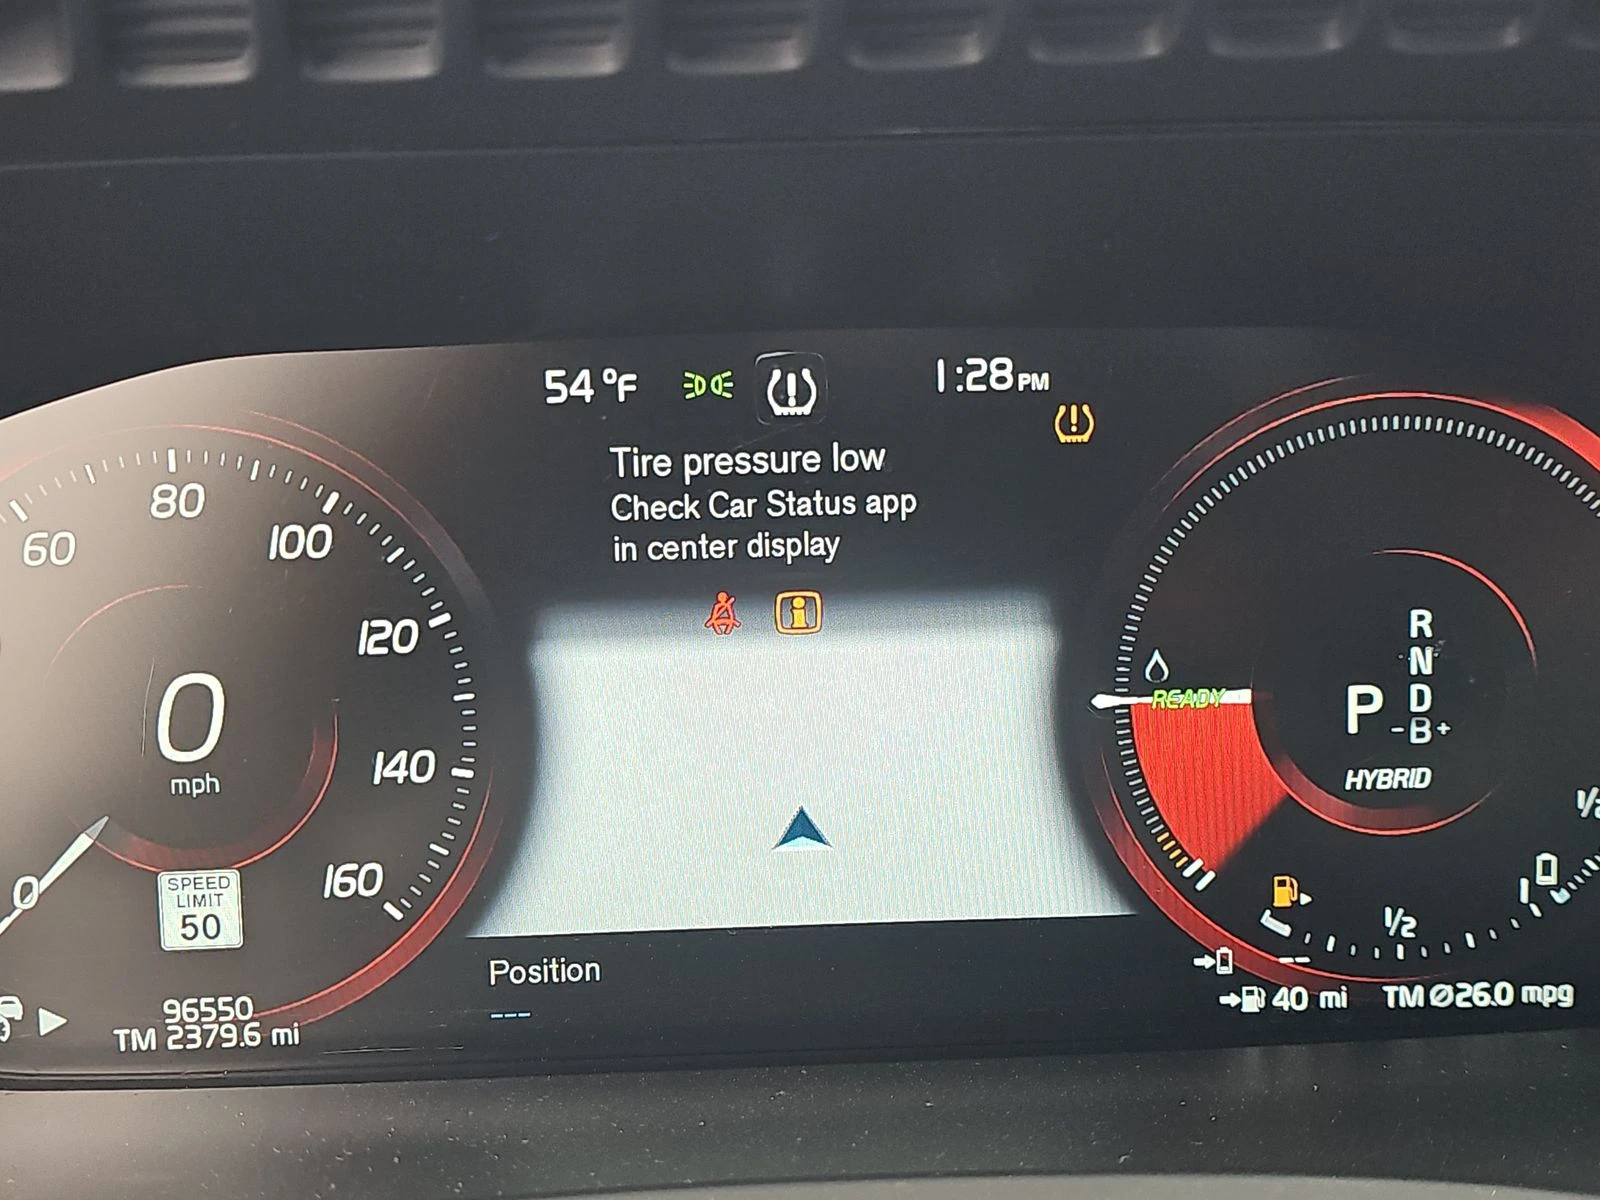 54 °F
1:28 PM
Tire pressure low
Check Car Status app
in center display
60
80
100
120
140
160
0
0
mph
SPEED
LIMIT
50
96550
TM 2379.6 mi
Position
---
READY
R
N
D
-B+
P
HYBRID
1/2
--
40 mi
TM Ø26.0 mpg